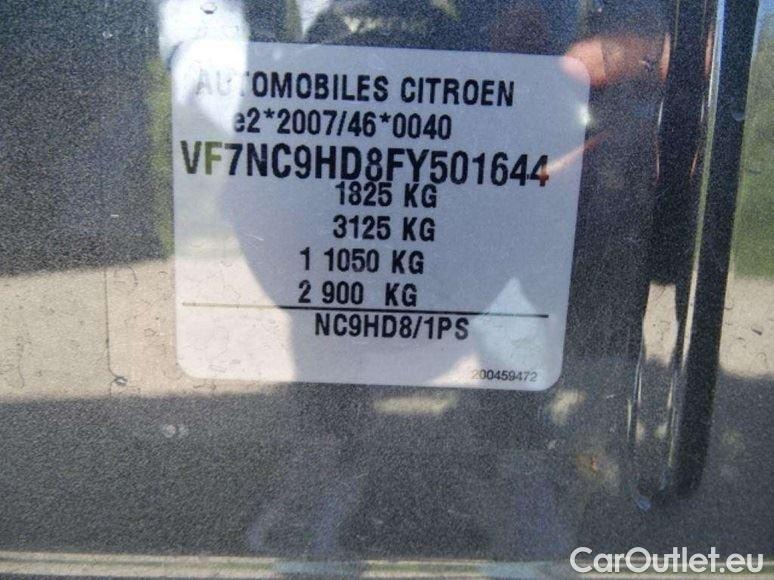 AUTOMOBILES CITROEN
e2*2007/46*0040
VF7NC9HD8FY501644
1825 KG
3125 KG
1 1050 KG
2 900 KG
NC9HD8/1PS
200459472
CarOutlet.eu